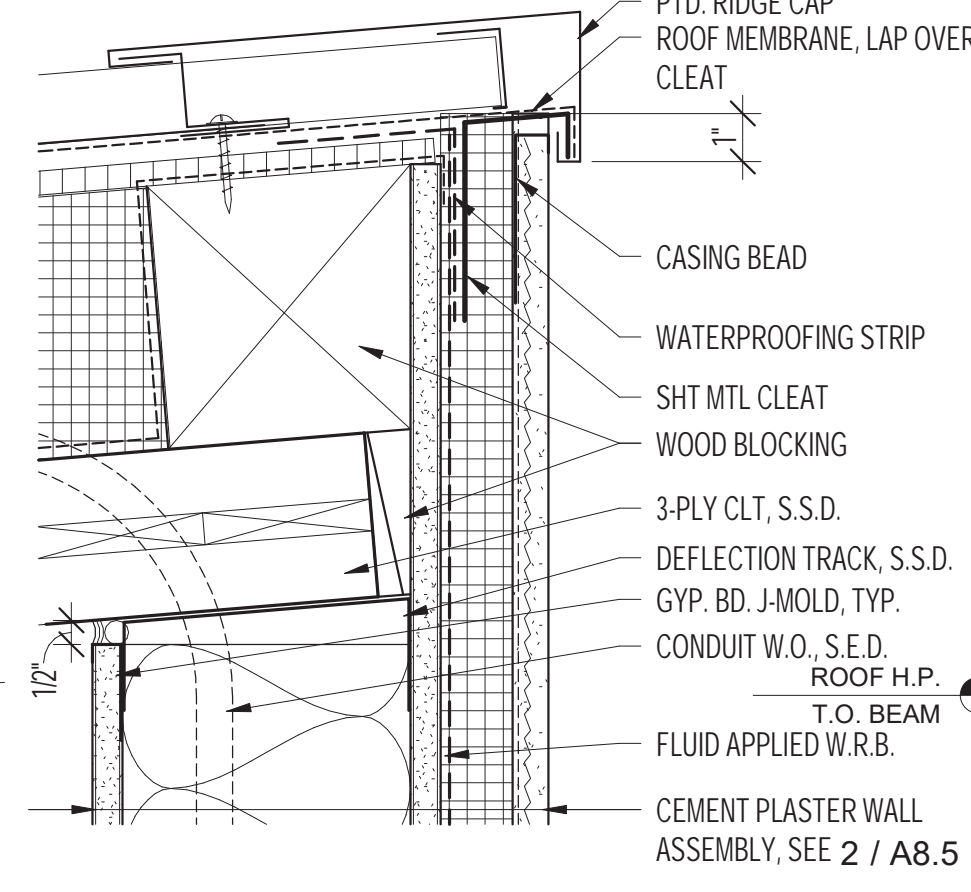 PTD. RIDGE CAP
ROOF MEMBRANE, LAP OVER
CLEAT
1"
CASING BEAD
WATERPROOFING STRIP
SHT MTL CLEAT
WOOD BLOCKING
3-PLY CLT, S.S.D.
DEFLECTION TRACK, S.S.D.
GYP. BD. J-MOLD, TYP.
1/2"
CONDUIT W.O., S.E.D.
ROOF H.P.
T.O. BEAM
FLUID APPLIED W.R.B.
CEMENT PLASTER WALL
ASSEMBLY, SEE 2 / A8.5